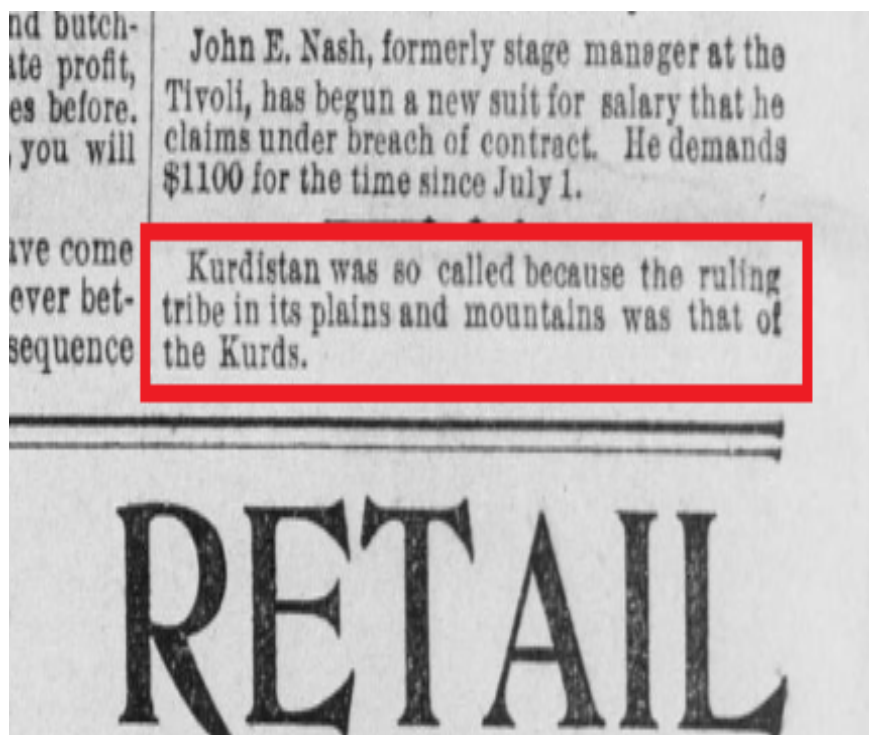 nd butch-
ate profit,
es before.
you will
ave come
ever bet-
sequence
John E. Nash, formerly stage manager at the
Tivoli, has begun a new suit for salary that he
claims under breach of contract. He demands
$1100 for the time since July 1.
Kurdistan was so called because the ruling
tribe in its plains and mountains was that of
the Kurds.
RETAIL